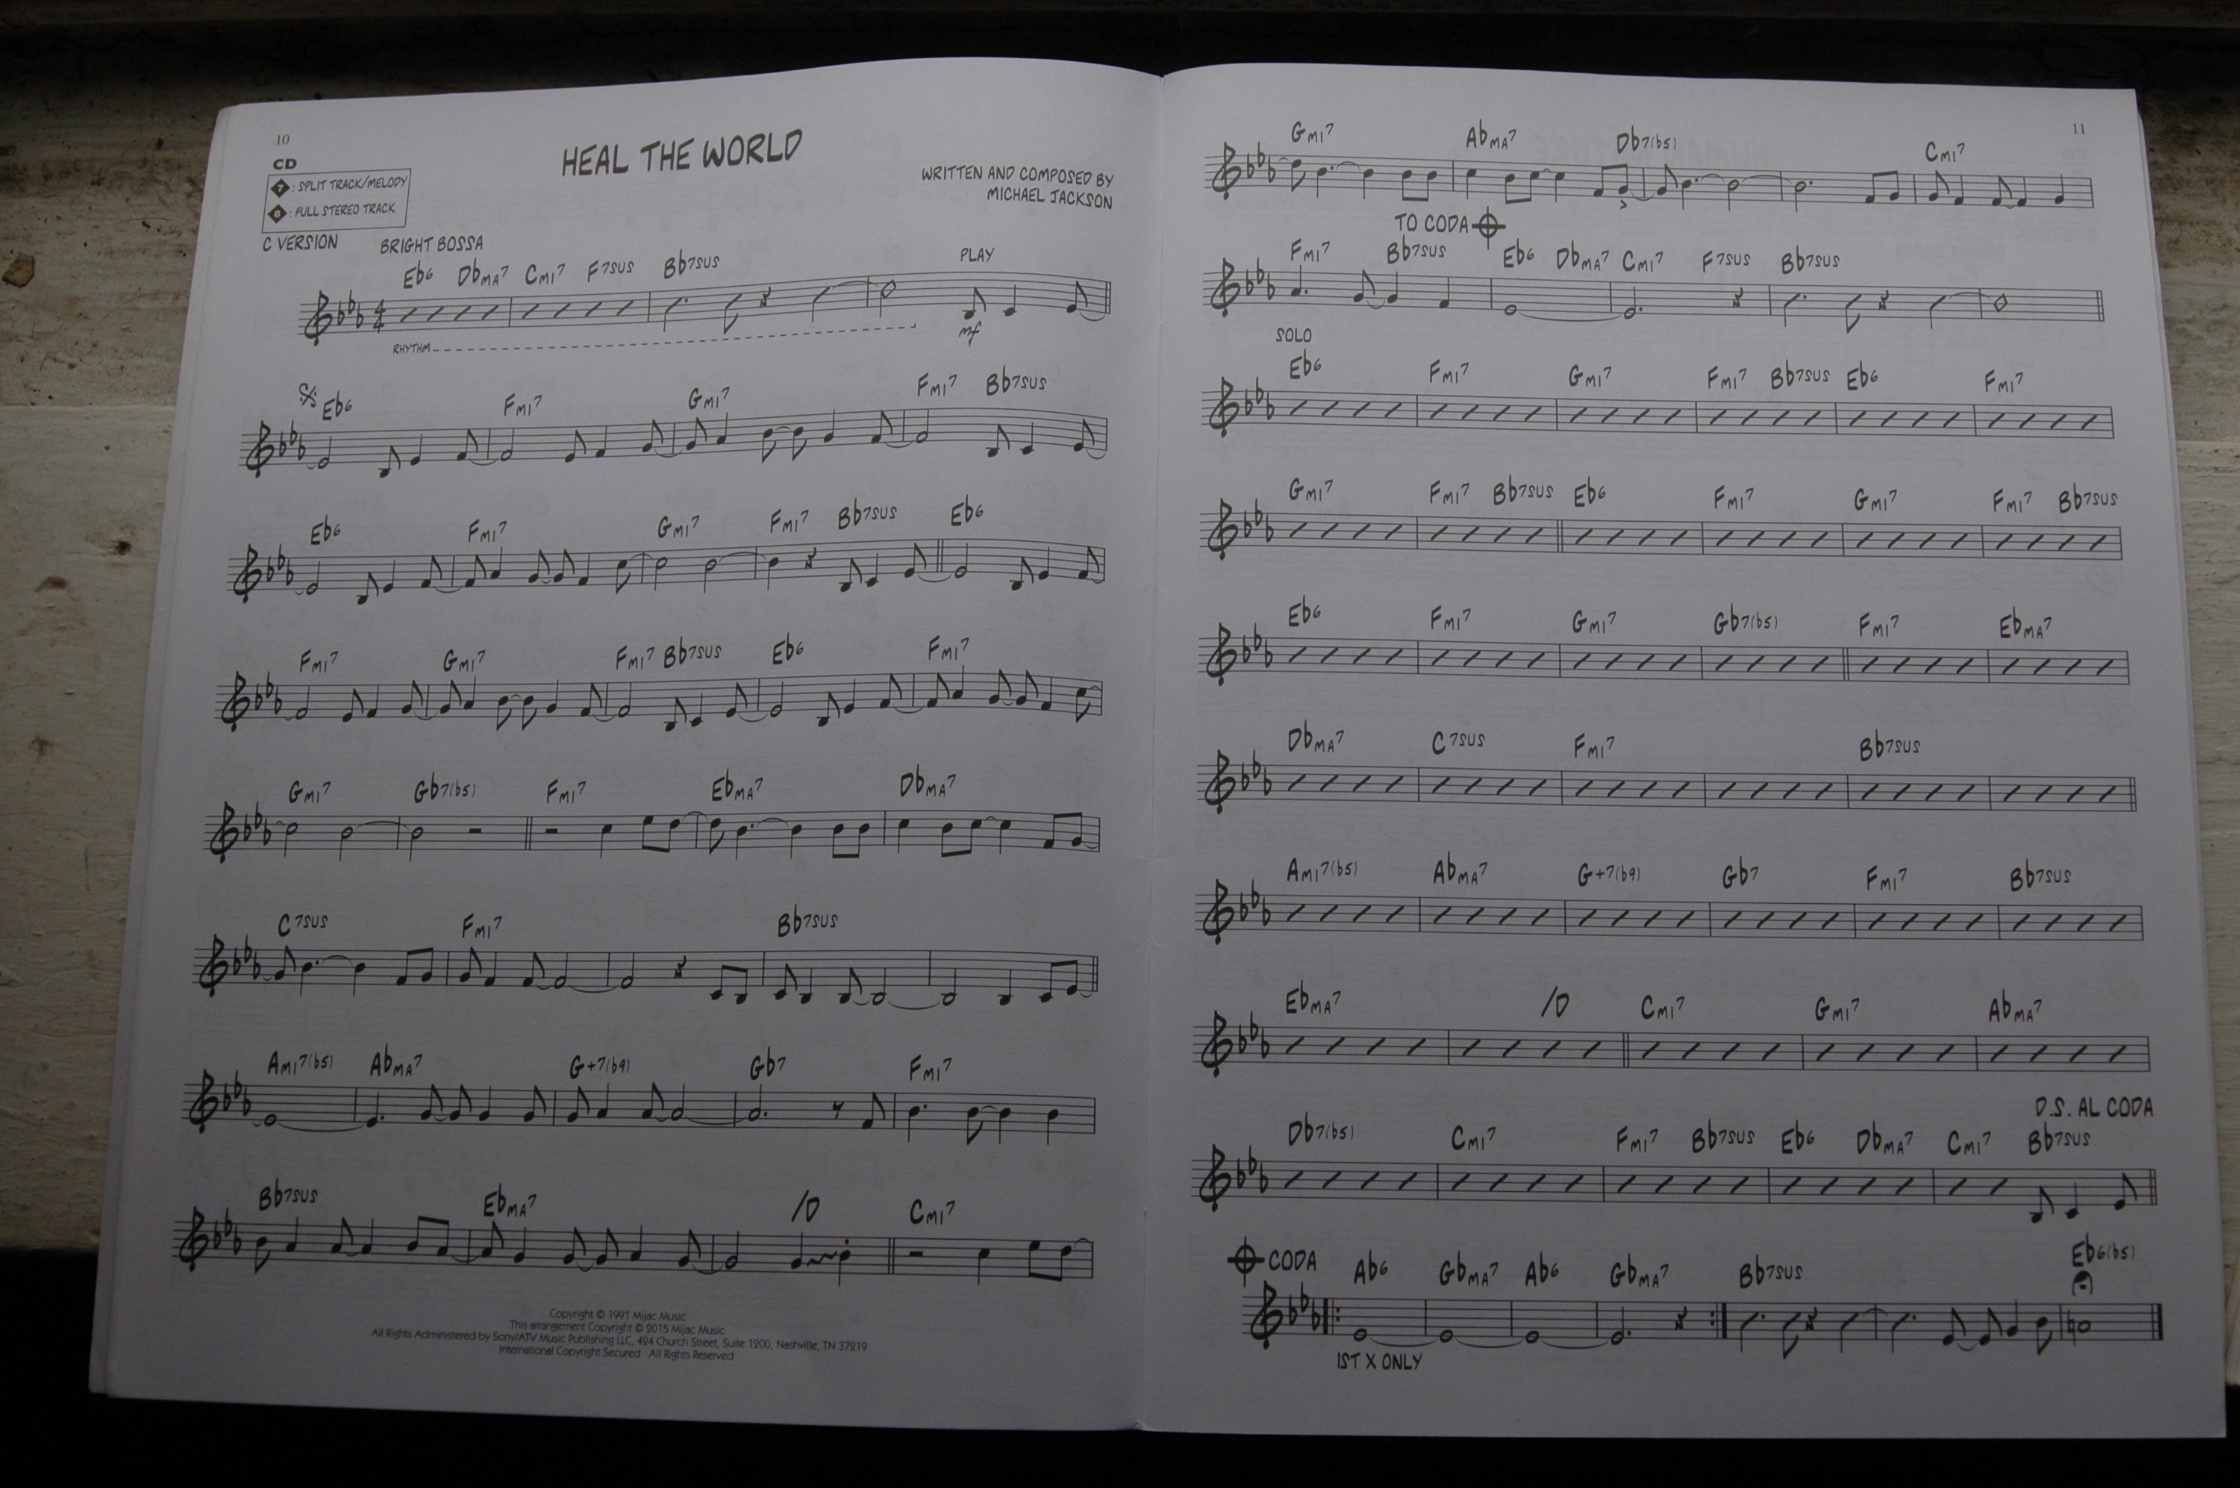 10
CD
HEAL THE WORLD
7 : SPLIT TRACK/MELODY
8 : FULL STEREO TRACK
WRITTEN AND COMPOSED BY
MICHAEL JACKSON
C VERSION BRIGHT BOSSA
PLAY
Eb6 DbMA7 CMI7 F7SUS Bb7SUS
RHYTHM mf
Eb6 FMI7 GMI7 FMI7 Bb7SUS
Eb6 FMI7 GMI7 FMI7 Bb7SUS Eb6
FMI7 GMI7 FMI7 Bb7SUS Eb6 FMI7
GMI7 Gb7(b5) FMI7 EbMA7 DbMA7
C7SUS FMI7 Bb7SUS
AMI7(b5) AbMA7 G+7(b9) Gb7 FMI7
Bb7SUS EbMA7 /D CMI7
Copyright © 1991 Mijac Music
This arrangement Copyright © 2015 Mijac Music
All Rights Administered by Sony/ATV Music Publishing LLC, 424 Church Street, Suite 1200, Nashville, TN 37219
International Copyright Secured All Rights Reserved
11
GMI7 AbMA7 Db7(b5) CMI7
TO CODA
FMI7 Bb7SUS Eb6 DbMA7 CMI7 F7SUS Bb7SUS
SOLO
Eb6 FMI7 GMI7 FMI7 Bb7SUS Eb6 FMI7
GMI7 FMI7 Bb7SUS Eb6 FMI7 GMI7 FMI7 Bb7SUS
Eb6 FMI7 GMI7 Gb7(b5) FMI7 EbMA7
DbMA7 C7SUS FMI7 Bb7SUS
AMI7(b5) AbMA7 G+7(b9) Gb7 FMI7 Bb7SUS
EbMA7 /D CMI7 GMI7 AbMA7
D.S. AL CODA
Db7(b5) CMI7 FMI7 Bb7SUS Eb6 DbMA7 CMI7 Bb7SUS
CODA Ab6 GbMA7 Ab6 GbMA7 Bb7SUS Eb6(b5)
1ST X ONLY